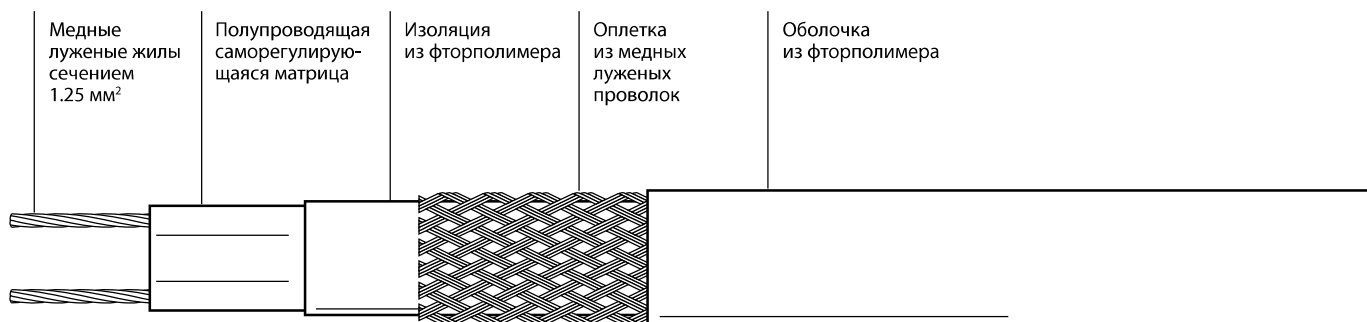 Медные
луженые жилы
сечением
1.25 мм²
Полупроводящая
саморегулирую-
щаяся матрица
Изоляция
из фторполимера
Оплетка
из медных
луженых
проволок
Оболочка
из фторполимера